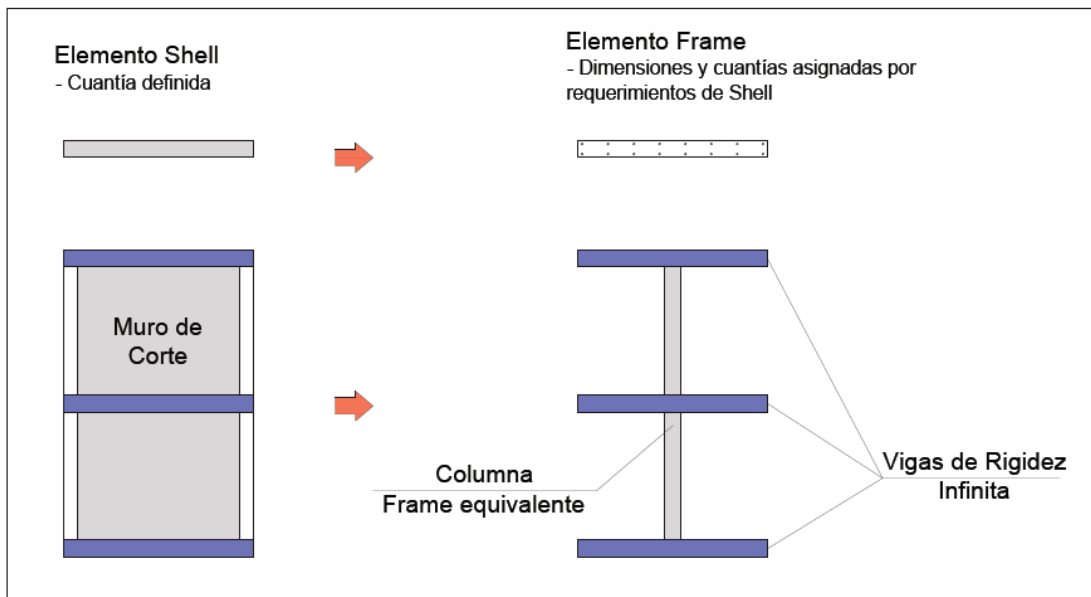 Elemento Shell
- Cuantía definida
Elemento Frame
- Dimensiones y cuantías asignadas por
requerimientos de Shell
Muro de
Corte
Columna
Frame equivalente
Vigas de Rigidez
Infinita